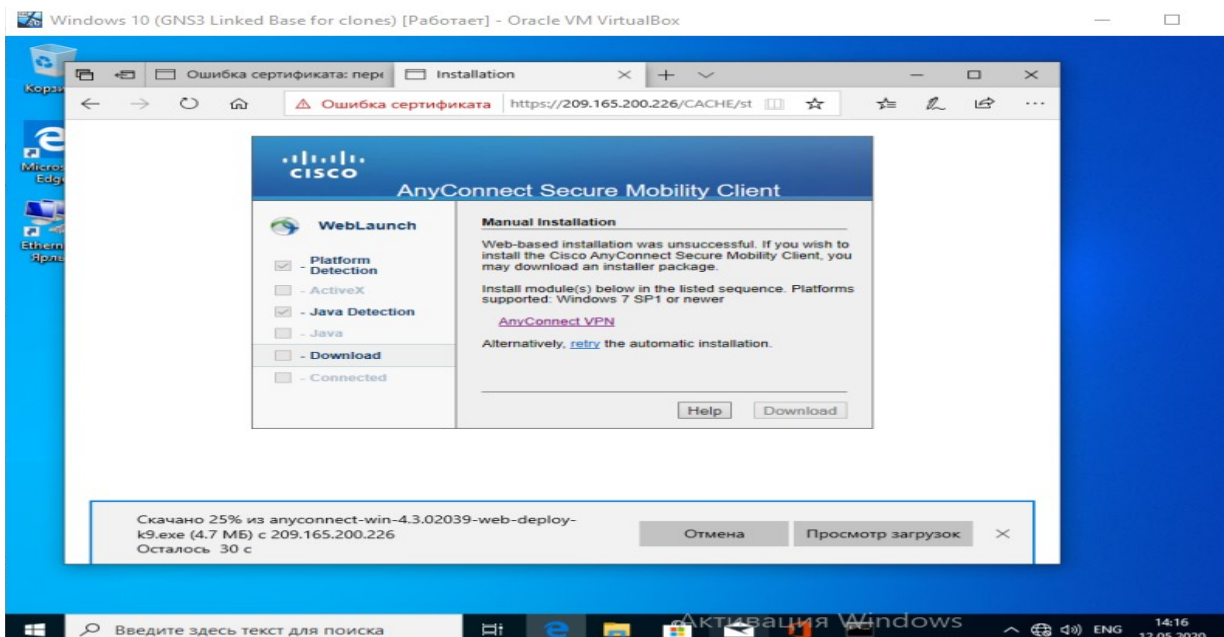 Windows 10 (GNS3 Linked Base for clones) [Работает] - Oracle VM VirtualBox
Ошибка сертификата: пере
Installation
Ошибка сертификата
https://209.165.200.226/CACHE/st
Корзи
Micros
Edge
Ethern
Ярлы
CISCO
AnyConnect Secure Mobility Client
WebLaunch
- Platform
Detection
- ActiveX
- Java Detection
- Java
- Download
- Connected
Manual Installation
Web-based installation was unsuccessful. If you wish to
install the Cisco AnyConnect Secure Mobility Client, you
may download an installer package.
Install module(s) below in the listed sequence. Platforms
supported: Windows 7 SP1 or newer
AnyConnect VPN
Alternatively, retry the automatic installation.
Help
Download
Скачано 25% из anyconnect-win-4.3.02039-web-deploy-
k9.exe (4.7 МБ) с 209.165.200.226
Осталось 30 с
Отмена
Просмотр загрузок
Активация Windows
Введите здесь текст для поиска
ENG
14:16
12.05.2020